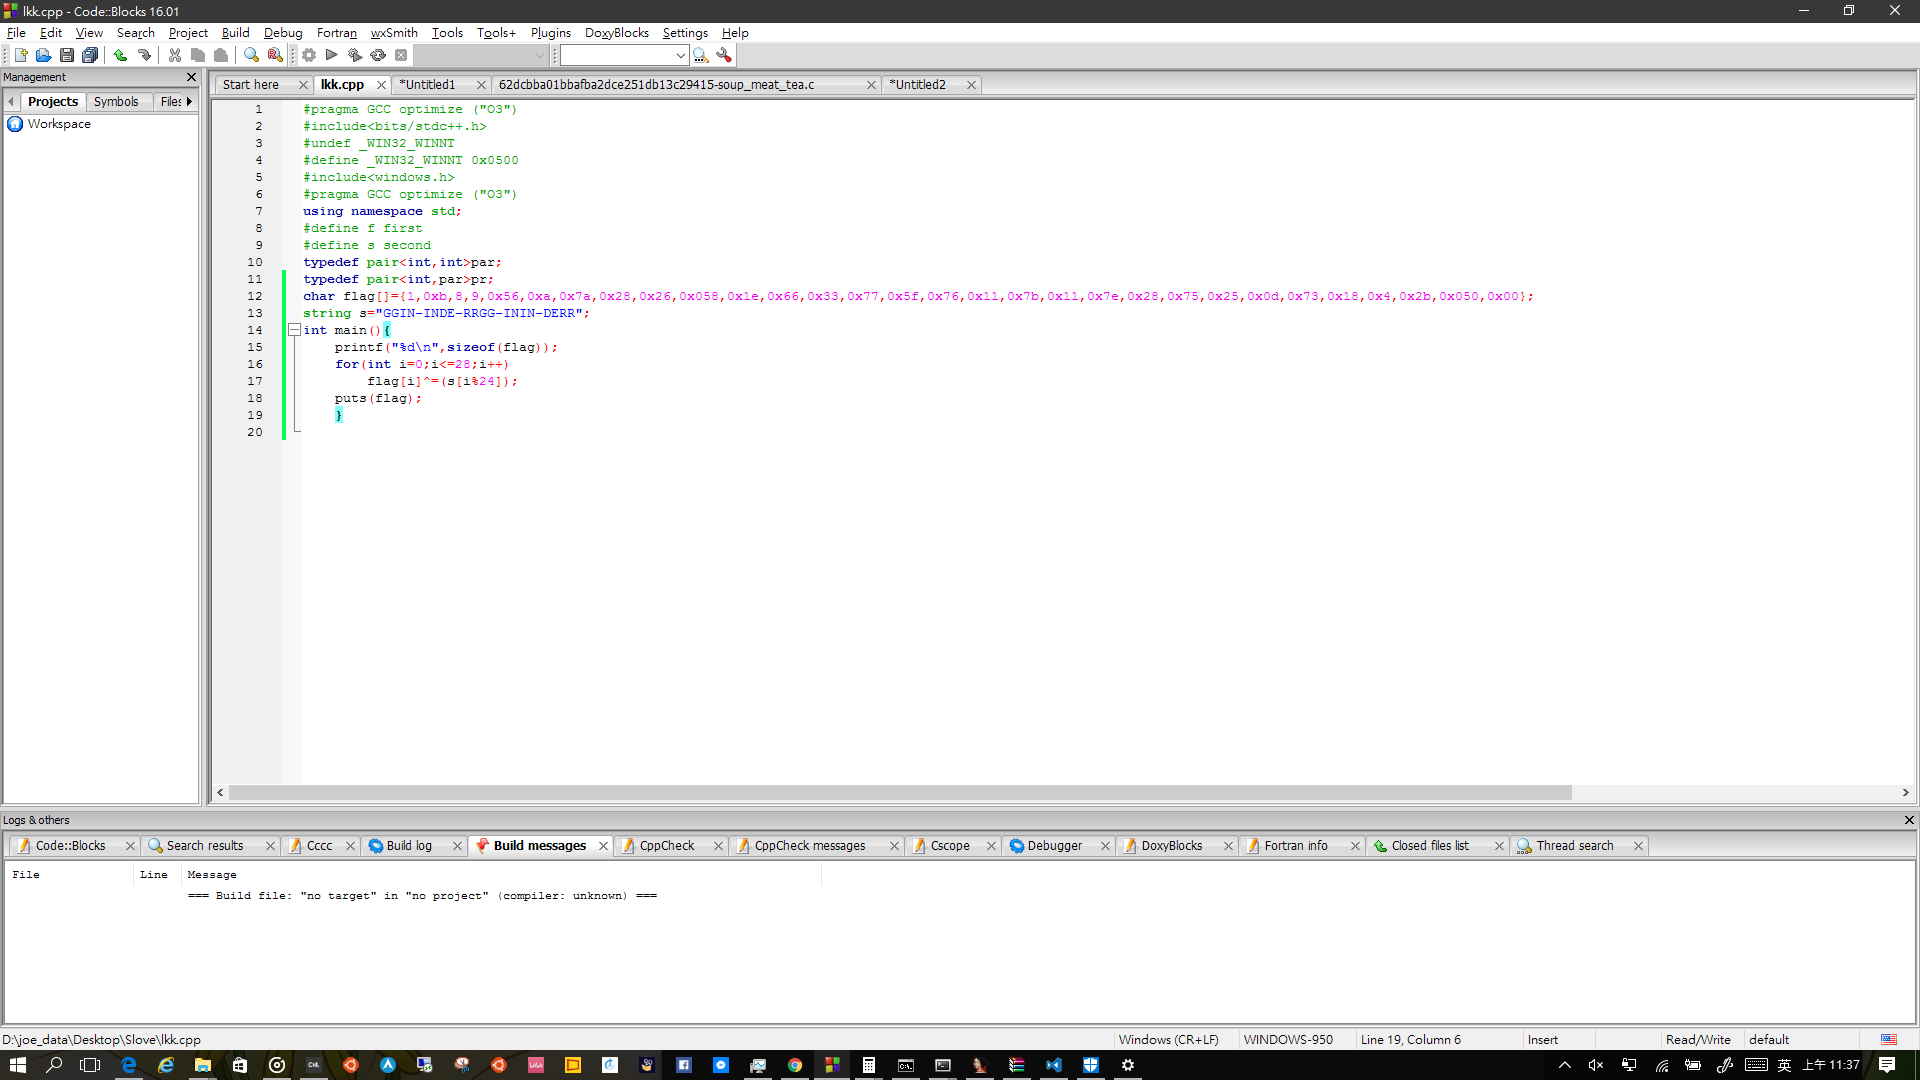 lkk.cpp - Code::Blocks 16.01
File Edit View Search Project Build Debug Fortran wxSmith Tools Tools+ Plugins DoxyBlocks Settings Help
Management
Projects Symbols Files
Workspace
Start here lkk.cpp *Untitled1 62dcbba01bbafba2dce251db13c29415-soup_meat_tea.c *Untitled2
1 #pragma GCC optimize ("O3")
2 #include<bits/stdc++.h>
3 #undef _WIN32_WINNT
4 #define _WIN32_WINNT 0x0500
5 #include<windows.h>
6 #pragma GCC optimize ("O3")
7 using namespace std;
8 #define f first
9 #define s second
10 typedef pair<int,int>par;
11 typedef pair<int,par>pr;
12 char flag[]={1,0xb,8,9,0x56,0xa,0x7a,0x28,0x26,0x058,0x1e,0x66,0x33,0x77,0x5f,0x76,0x11,0x7b,0x11,0x7e,0x28,0x75,0x25,0x0d,0x73,0x18,0x4,0x2b,0x050,0x00};
13 string s="GGIN-INDE-RRGG-ININ-DERR";
14 int main(){
15 printf("%d\n",sizeof(flag));
16 for(int i=0;i<=28;i++)
17 flag[i]^=(s[i%24]);
18 puts(flag);
19 }
20
Logs & others
Code::Blocks Search results Cccc Build log Build messages CppCheck CppCheck messages Cscope Debugger DoxyBlocks Fortran info Closed files list Thread search
File Line Message
=== Build file: "no target" in "no project" (compiler: unknown) ===
D:\joe_data\Desktop\Slove\lkk.cpp Windows (CR+LF) WINDOWS-950 Line 19, Column 6 Insert Read/Write default
英 上午 11:37